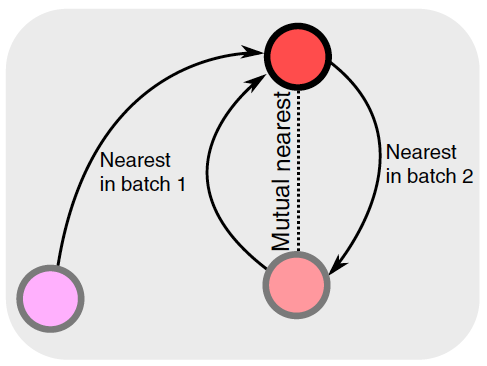 Nearest
in batch 1
Mutual nearest
Nearest
in batch 2